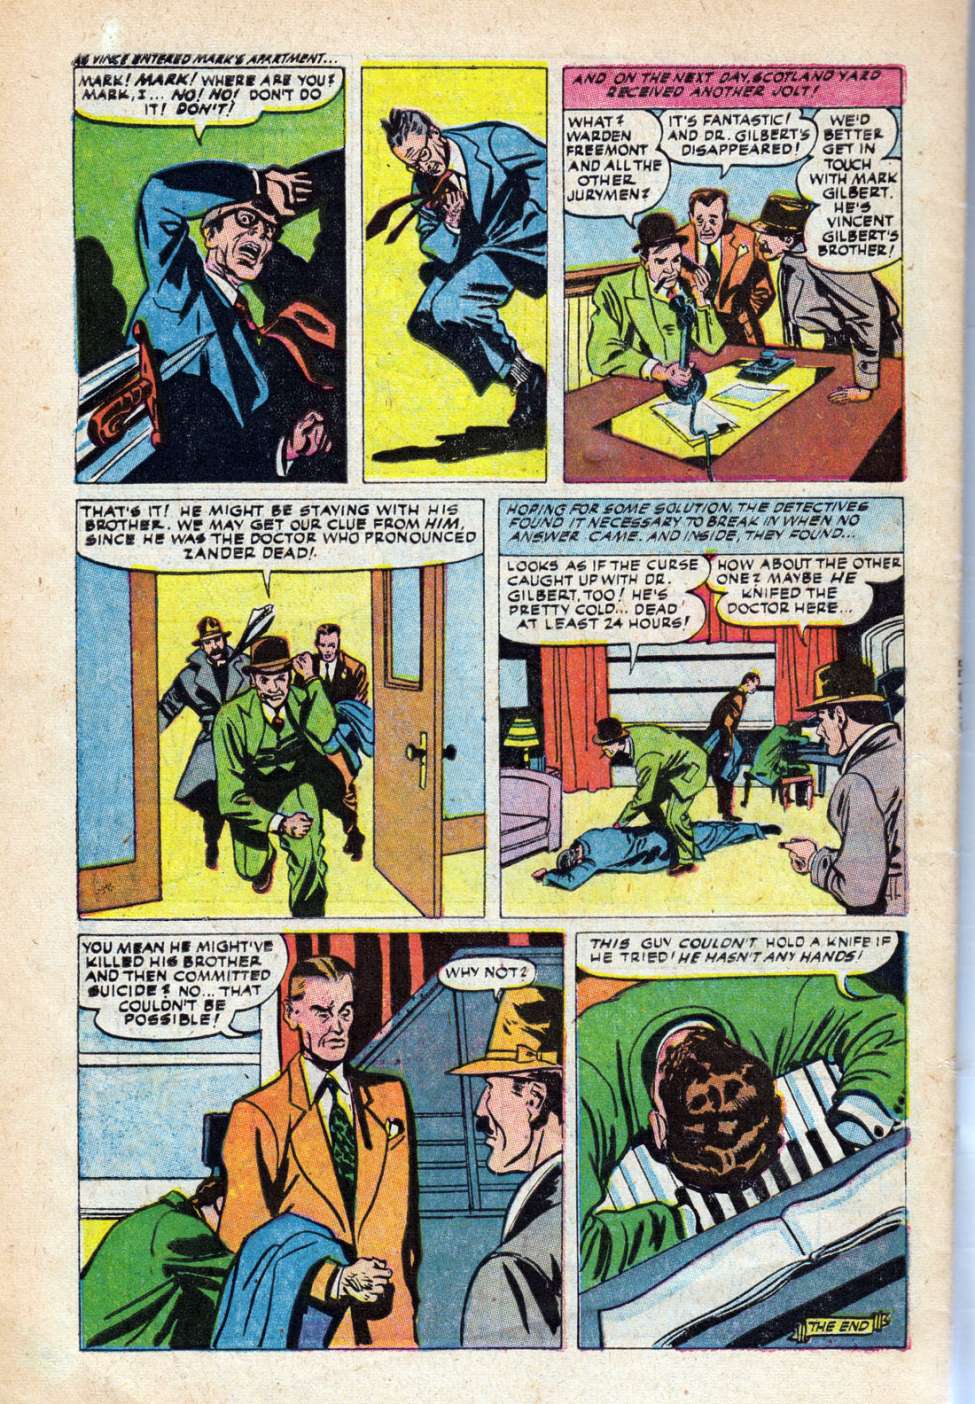 AS VINCE ENTERED MARK'S APARTMENT...
MARK! MARK! WHERE ARE YOU?
MARK, I... NO! NO! DON'T DO
IT! DON'T!
AND ON THE NEXT DAY, SCOTLAND YARD
RECEIVED ANOTHER JOLT!
WHAT?
WARDEN
FREEMONT
AND ALL THE
OTHER
JURYMEN?
IT'S FANTASTIC!
AND DR. GILBERT'S
DISAPPEARED!
WE'D
BETTER
GET IN
TOUCH
WITH MARK
GILBERT.
HE'S
VINCENT
GILBERT'S
BROTHER!
THAT'S IT! HE MIGHT BE STAYING WITH HIS
BROTHER. WE MAY GET OUR CLUE FROM HIM,
SINCE HE WAS THE DOCTOR WHO PRONOUNCED
ZANDER DEAD!
HOPING FOR SOME SOLUTION, THE DETECTIVES
FOUND IT NECESSARY TO BREAK IN WHEN NO
ANSWER CAME. AND INSIDE, THEY FOUND...
LOOKS AS IF THE CURSE
CAUGHT UP WITH DR.
GILBERT, TOO! HE'S
PRETTY COLD... DEAD
AT LEAST 24 HOURS!
HOW ABOUT THE OTHER
ONE? MAYBE HE
KNIFED THE
DOCTOR HERE...
YOU MEAN HE MIGHT'VE
KILLED HIS BROTHER
AND THEN COMMITTED
SUICIDE? NO... THAT
COULDN'T BE
POSSIBLE!
WHY NOT?
THIS GUY COULDN'T HOLD A KNIFE IF
HE TRIED! HE HASN'T ANY HANDS!
THE END